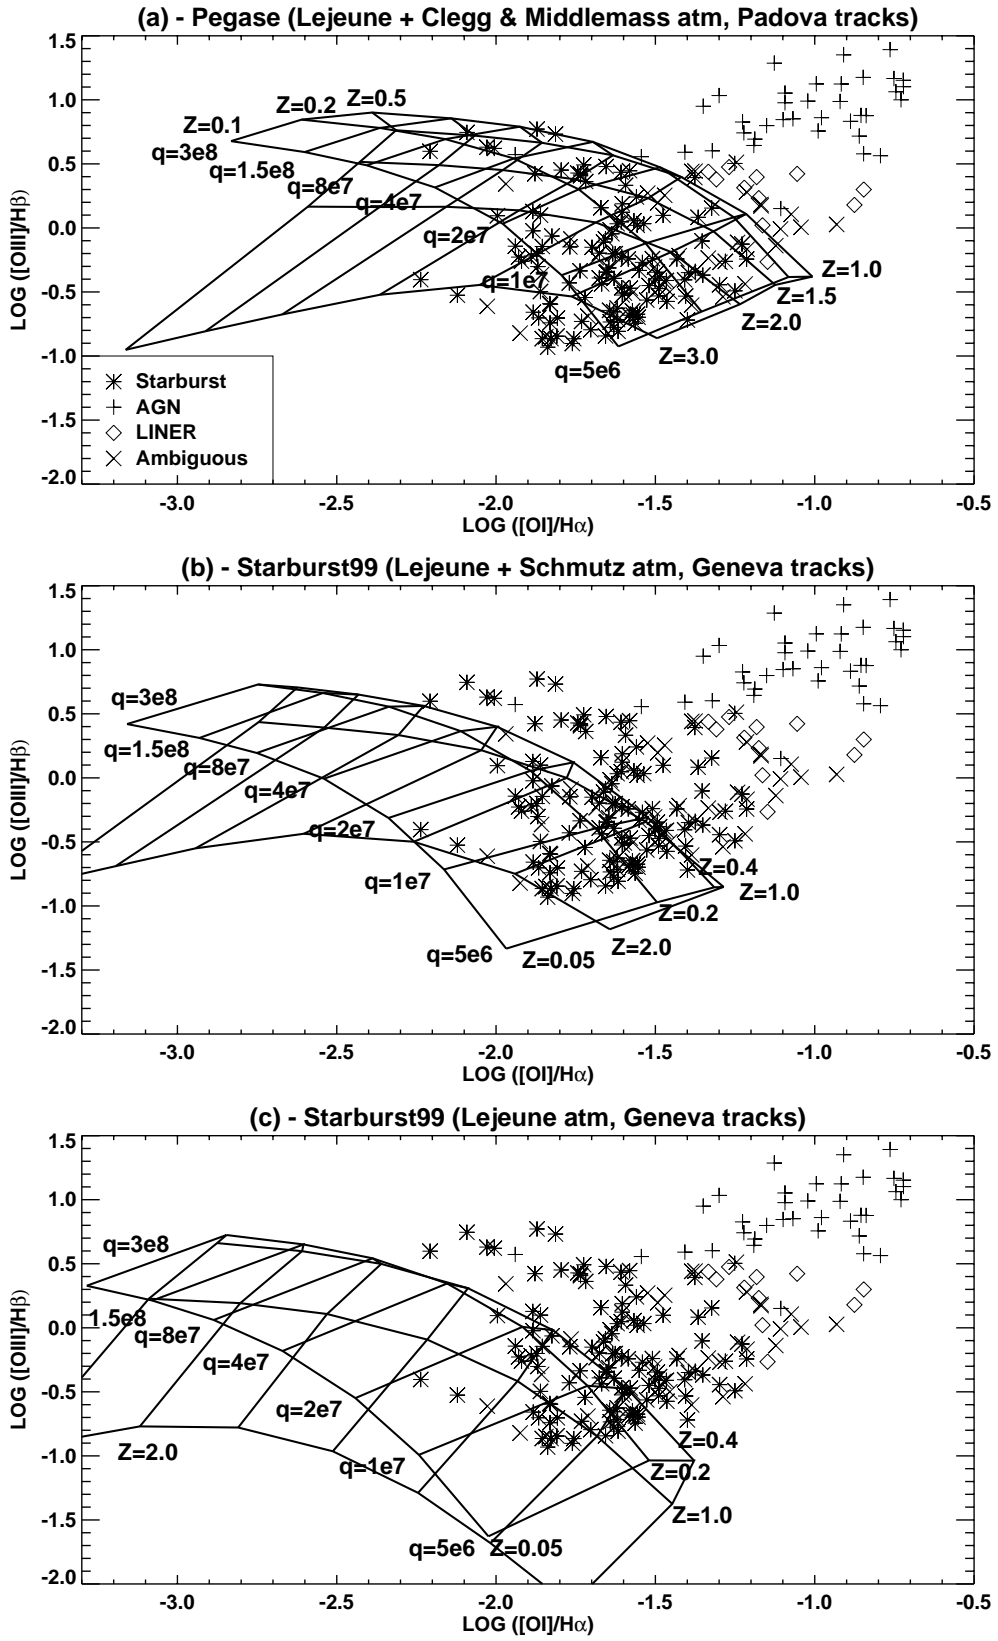 (a) - Pegase (Lejeune + Clegg & Middlemass atm, Padova tracks)
1.5
1.0
0.5
0.0
-0.5
-1.0
-1.5
-2.0
LOG ([OIII]/Hβ)
Z=0.1
Z=0.2
Z=0.5
q=3e8
q=1.5e8
q=8e7
q=4e7
q=2e7
q=1e7
q=5e6
Z=1.0
Z=1.5
Z=2.0
Z=3.0
Starburst
AGN
LINER
Ambiguous
-3.0 -2.5 -2.0 -1.5 -1.0 -0.5
LOG ([OI]/Hα)
(b) - Starburst99 (Lejeune + Schmutz atm, Geneva tracks)
1.5
1.0
0.5
0.0
-0.5
-1.0
-1.5
-2.0
LOG ([OIII]/Hβ)
q=3e8
q=1.5e8
q=8e7
q=4e7
q=2e7
q=1e7
q=5e6
Z=0.4
Z=1.0
Z=0.2
Z=2.0
Z=0.05
-3.0 -2.5 -2.0 -1.5 -1.0 -0.5
LOG ([OI]/Hα)
(c) - Starburst99 (Lejeune atm, Geneva tracks)
1.5
1.0
0.5
0.0
-0.5
-1.0
-1.5
-2.0
LOG ([OIII]/Hβ)
q=3e8
1.5e8
q=8e7
q=4e7
q=2e7
q=1e7
q=5e6
Z=2.0
Z=0.4
Z=0.2
Z=1.0
Z=0.05
-3.0 -2.5 -2.0 -1.5 -1.0 -0.5
LOG ([OI]/Hα)